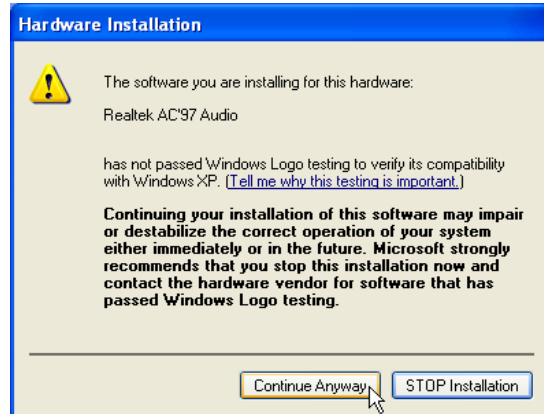 Hardware Installation
The software you are installing for this hardware:
Realtek AC'97 Audio
has not passed Windows Logo testing to verify its compatibility
with Windows XP. (Tell me why this testing is important.)
Continuing your installation of this software may impair
or destabilize the correct operation of your system
either immediately or in the future. Microsoft strongly
recommends that you stop this installation now and
contact the hardware vendor for software that has
passed Windows Logo testing.
Continue Anyway STOP Installation